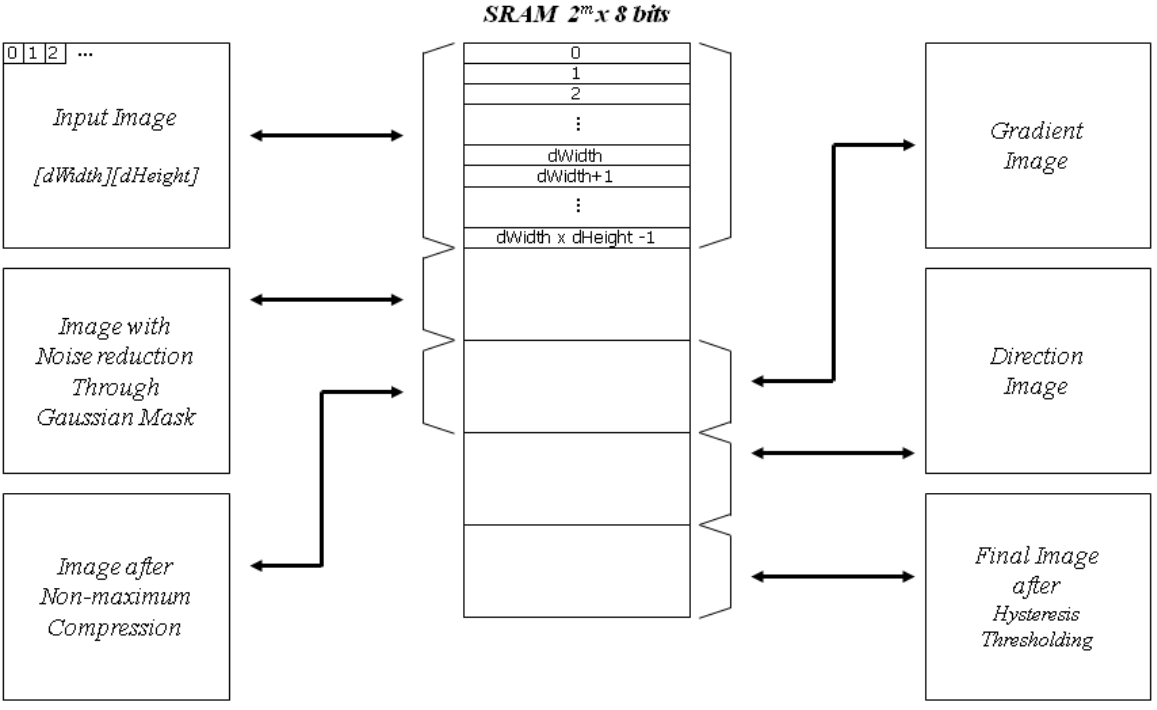 SRAM 2^m x 8 bits
0 1 2 ...
Input Image
[dWidth][dHeight]
Image with
Noise reduction
Through
Gaussian Mask
Image after
Non-maximum
Compression
0
1
2
⋮
dWidth
dWidth+1
⋮
dWidth x dHeight -1
Gradient
Image
Direction
Image
Final Image
after
Hysteresis
Thresholding